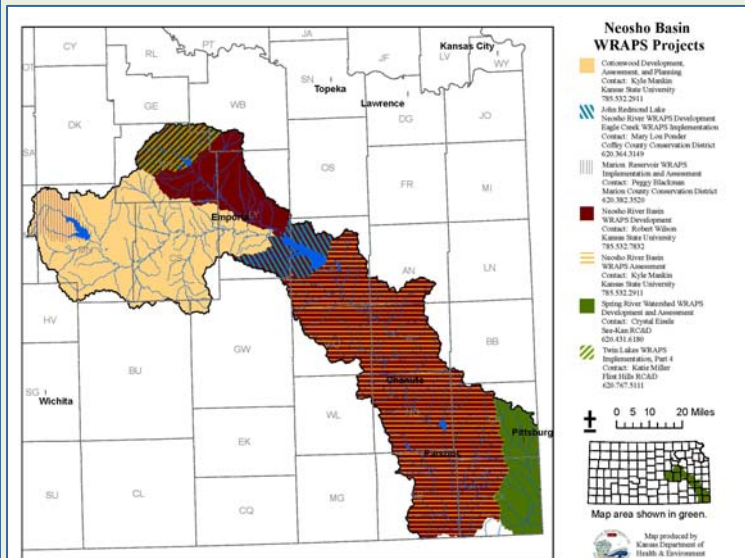 Neosho Basin
WRAPS Projects
Cottonwood Development,
Assessment, and Planning
Contact: Kyle Mankin
Kansas State University
785.532.2911
John Redmond Lake
Neosho River WRAPS Development
Eagle Creek WRAPS Implementation
Contact: Mary Lou Ponder
Coffey County Conservation District
620.364.3149
Marion Reservoir WRAPS
Implementation and Assessment
Contact: Peggy Blackman
Marion County Conservation District
620.382.3520
Neosho River Basin
WRAPS Development
Contact: Robert Wilson
Kansas State University
785.532.7832
Neosho River Basin
WRAPS Assessment
Contact: Kyle Mankin
Kansas State University
785.532.2911
Spring River Watershed WRAPS
Development and Assessment
Contact: Crystal Eisele
See-Kan RC&D
620.431.6180
Twin Lakes WRAPS
Implementation, Part 4
Contact: Katie Miller
Flint Hills RC&D
620.767.5111
0 5 10 20 Miles
Map area shown in green.
Map produced by
Kansas Department of
Health & Environment
CY
RL
PT
JA
Kansas City
JF
LV
WY
OT
SN
Topeka
Lawrence
GE
WB
DK
DG
JO
SA
OS
FR
MI
Emporia
AN
LN
HV
GW
BB
BU
Chanute
SG
Wichita
WL
Pittsburg
EK
Parsons
SU
CL
CQ
MG